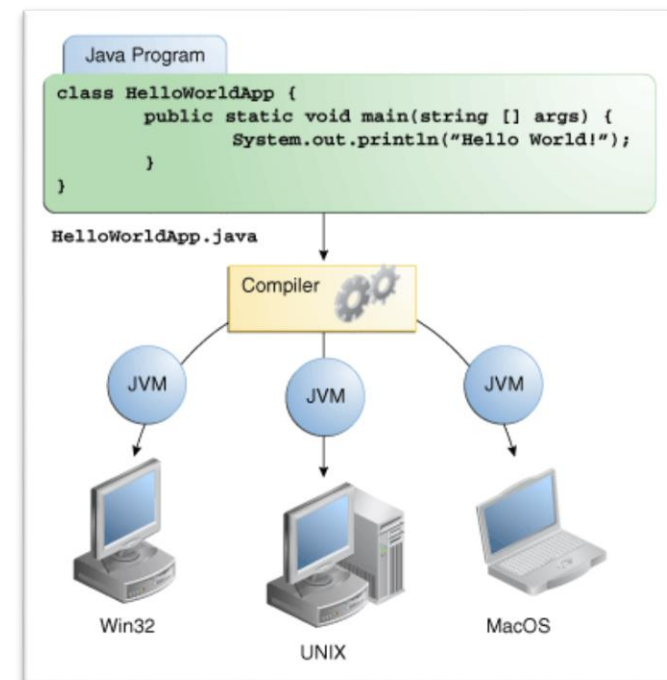 Java Program
class HelloWorldApp {
public static void main(string [] args) {
System.out.println(”Hello World!”);
}
}
HelloWorldApp.java
Compiler
JVM
JVM
JVM
Win32
UNIX
MacOS